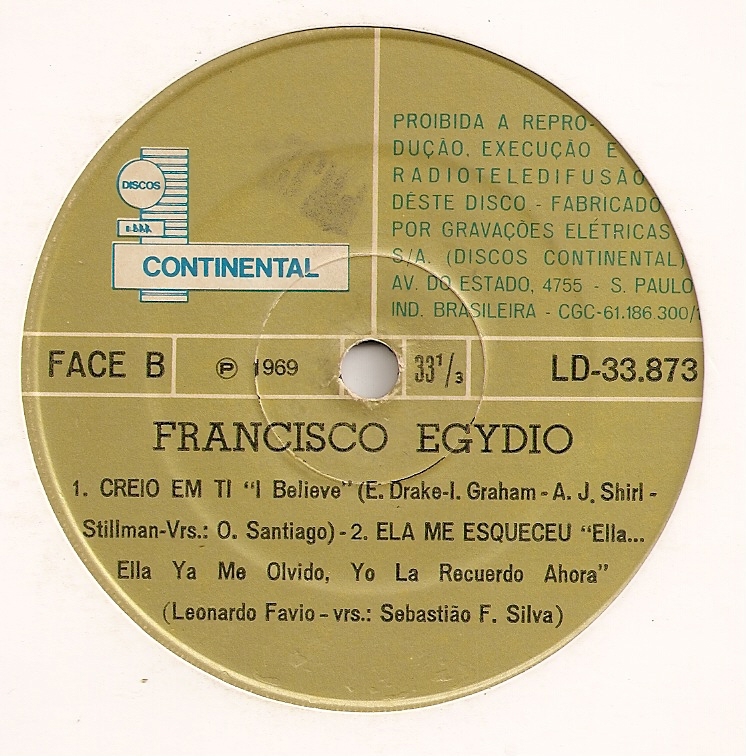 DISCOS
CONTINENTAL
PROIBIDA A REPRO-
DUÇÃO, EXECUÇÃO E
RADIOTELEDIFUSÃO
DÊSTE DISCO - FABRICADO
POR GRAVAÇÕES ELÉTRICAS
S/A. (DISCOS CONTINENTAL)
AV. DO ESTADO, 4755 - S. PAULO
IND. BRASILEIRA - CGC-61.186.300/1
FACE B
Ⓟ 1969
33 1/3
LD-33.873
FRANCISCO EGYDIO
1. CREIO EM TI "I Believe" (E. Drake-I. Graham - A. J. Shirl -
Stillman-Vrs.: O. Santiago) - 2. ELA ME ESQUECEU "Ella...
Ella Ya Me Olvido, Yo La Recuerdo Ahora"
(Leonardo Favio - vrs.: Sebastião F. Silva)